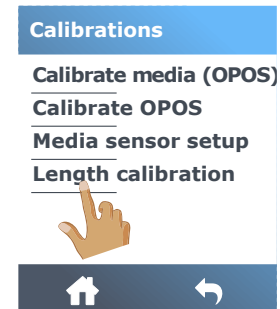 Calibrations
Calibrate media (OPOS)
Calibrate OPOS
Media sensor setup
Length calibration